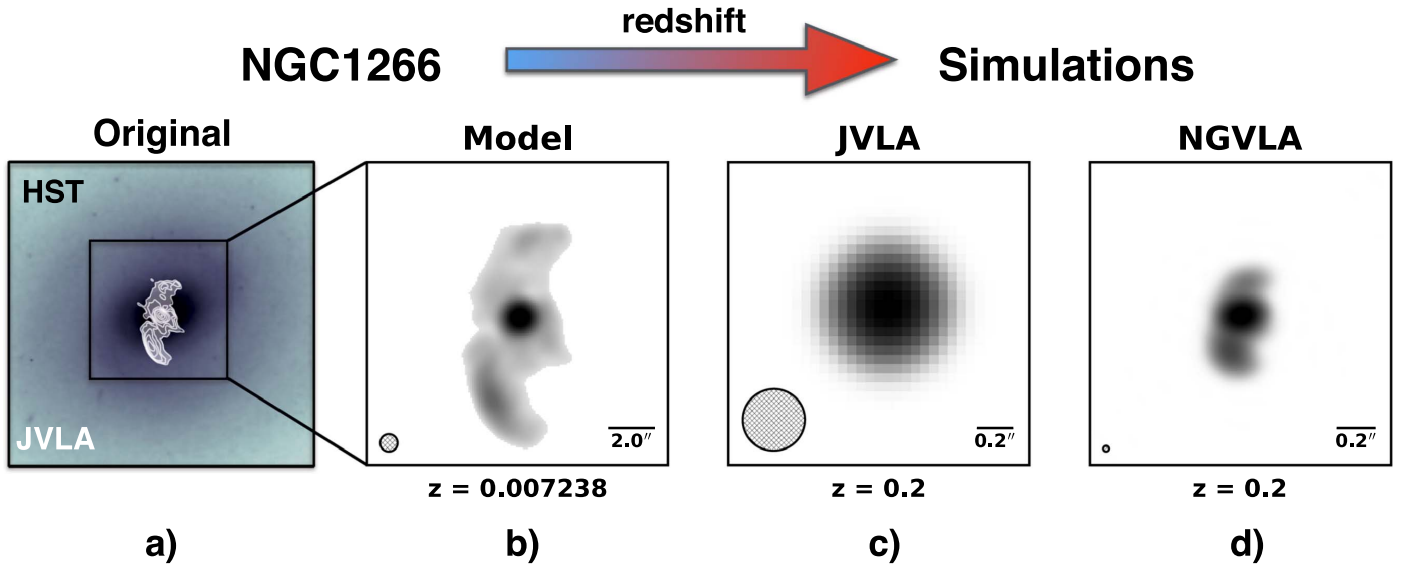 redshift
NGC1266
Simulations
Original
Model
JVLA
NGVLA
HST
JVLA
2.0″
0.2″
0.2″
z = 0.007238
z = 0.2
z = 0.2
a)
b)
c)
d)